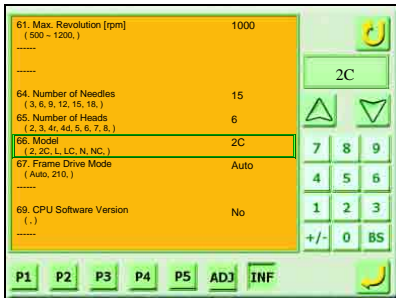 61. Max. Revolution [rpm] 1000
( 500 ~ 1200, )
------
------
2C
64. Number of Needles 15
( 3, 6, 9, 12, 15, 18, )
65. Number of Heads 6
( 2, 3, 4r, 4d, 5, 6, 7, 8, )
66. Model 2C
( 2, 2C, L, LC, N, NC, )
67. Frame Drive Mode Auto
( Auto, 210, )
------
69. CPU Software Version No
( , )
------
7 8 9
4 5 6
1 2 3
+/- 0 BS
P1 P2 P3 P4 P5 ADJ INF